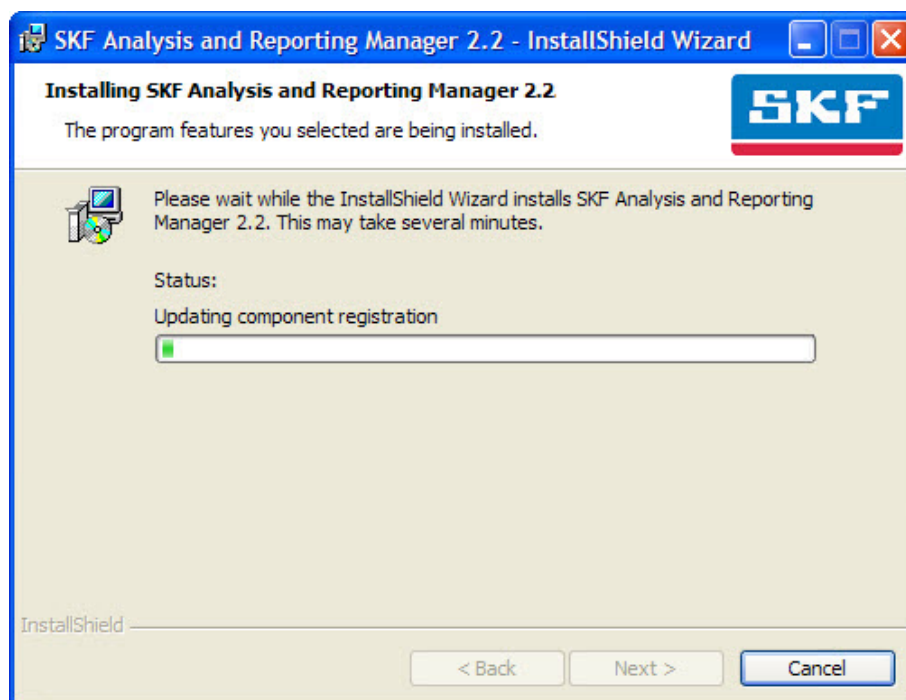 SKF Analysis and Reporting Manager 2.2 - InstallShield Wizard
Installing SKF Analysis and Reporting Manager 2.2
The program features you selected are being installed.
SKF
Please wait while the InstallShield Wizard installs SKF Analysis and Reporting
Manager 2.2. This may take several minutes.
Status:
Updating component registration
InstallShield
< Back
Next >
Cancel